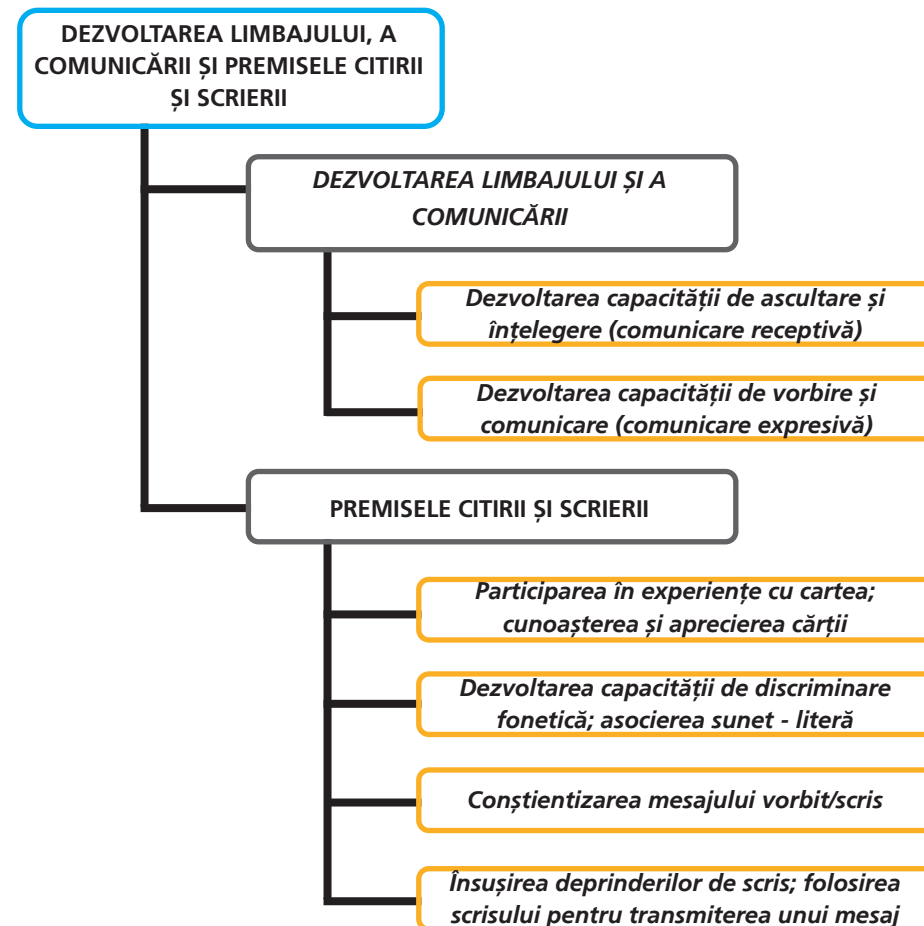 DEZVOLTAREA LIMBAJULUI, A
COMUNICĂRII ȘI PREMISELE CITIRII
ȘI SCRIERII
DEZVOLTAREA LIMBAJULUI ȘI A
COMUNICĂRII
Dezvoltarea capacității de ascultare și
înțelegere (comunicare receptivă)
Dezvoltarea capacității de vorbire și
comunicare (comunicare expresivă)
PREMISELE CITIRII ȘI SCRIERII
Participarea în experiențe cu cartea;
cunoașterea și aprecierea cărții
Dezvoltarea capacității de discriminare
fonetică; asocierea sunet - literă
Conștientizarea mesajului vorbit/scris
Însușirea deprinderilor de scris; folosirea
scrisului pentru transmiterea unui mesaj